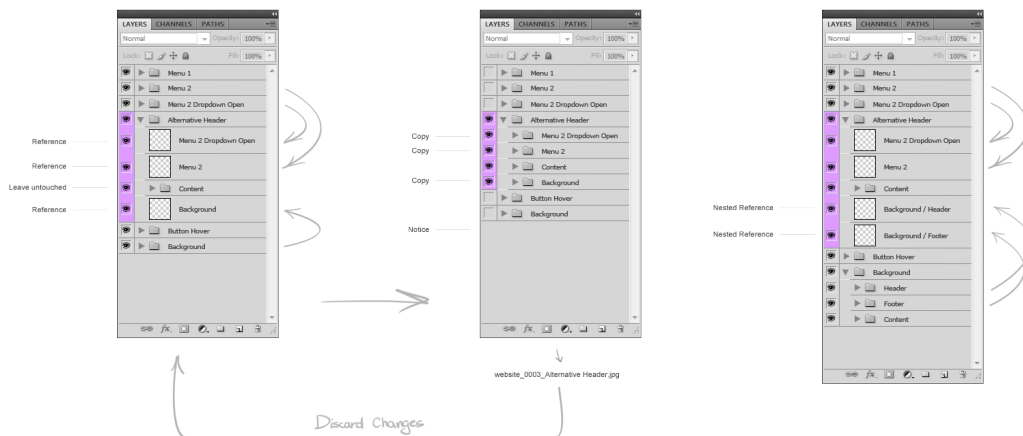 LAYERS CHANNELS PATHS
Normal Opacity: 100%
Lock: Fill: 100%
Menu 1
Menu 2
Menu 2 Dropdown Open
Alternative Header
Reference Menu 2 Dropdown Open
Reference Menu 2
Leave untouched Content
Reference Background
Button Hover
Background
LAYERS CHANNELS PATHS
Normal Opacity: 100%
Lock: Fill: 100%
Menu 1
Menu 2
Menu 2 Dropdown Open
Alternative Header
Copy Menu 2 Dropdown Open
Copy Menu 2
Content
Copy Background
Button Hover
Background
Notice
fx
fx
website_0003_Alternative Header.jpg
Discard Changes
LAYERS CHANNELS PATHS
Normal Opacity: 100%
Lock: Fill: 100%
Menu 1
Menu 2
Menu 2 Dropdown Open
Alternative Header
Menu 2 Dropdown Open
Menu 2
Content
Nested Reference Background / Header
Nested Reference Background / Footer
Button Hover
Background
Header
Footer
Content
fx